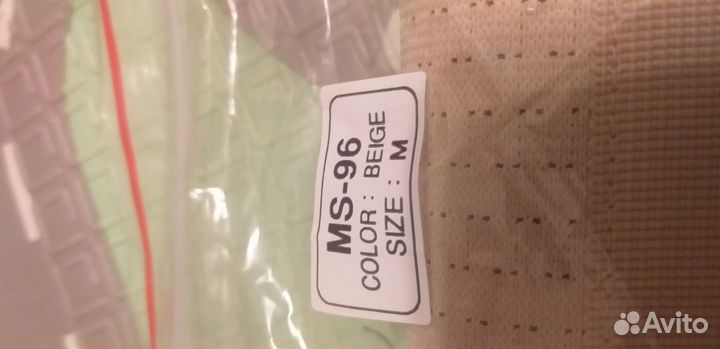 MS-96
COLOR : BEIGE
SIZE : M
Avito